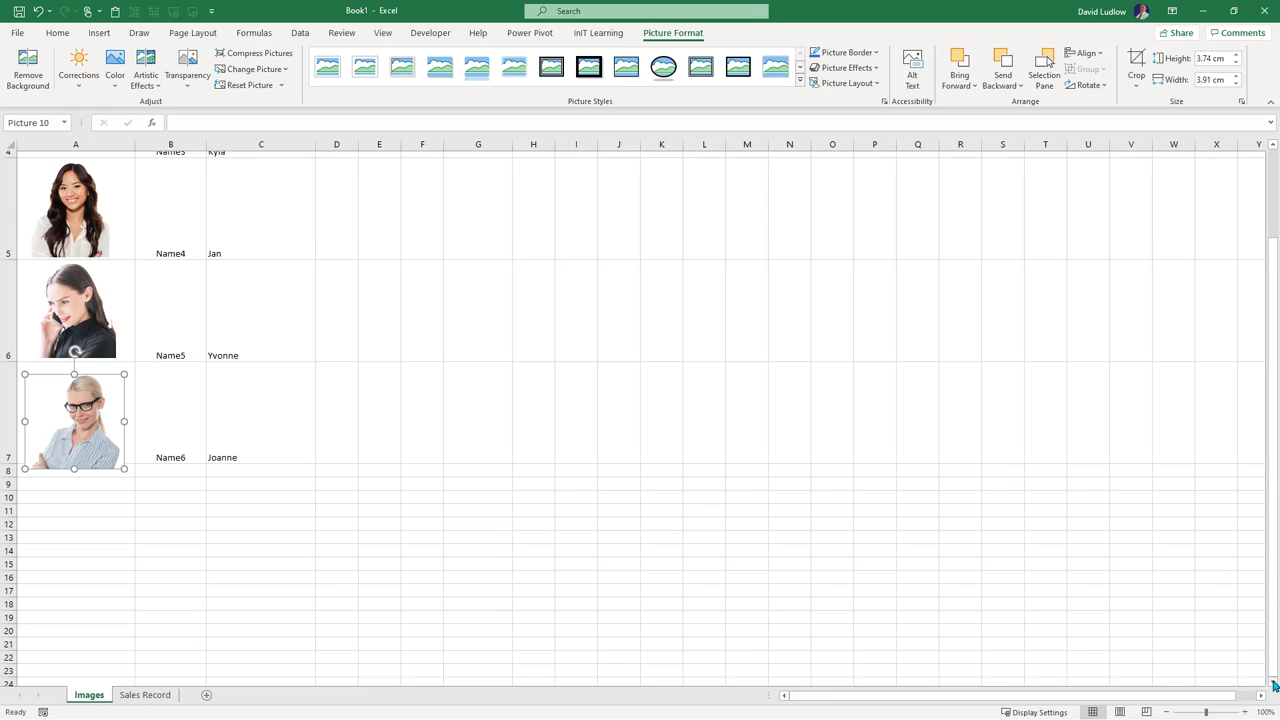 Book1 - Excel
Search
David Ludlow
File Home Insert Draw Page Layout Formulas Data Review View Developer Help Power Pivot InIT Learning Picture Format Share Comments
Remove Background
Corrections
Color
Artistic Effects
Transparency
Compress Pictures
Change Picture
Reset Picture
Adjust
Picture Border
Picture Effects
Picture Layout
Picture Styles
Alt Text
Accessibility
Bring Forward
Send Backward
Selection Pane
Align
Group
Rotate
Arrange
Crop
Height: 3.74 cm
Width: 3.91 cm
Size
Picture 10
fx
A B C D E F G H I J K L M N O P Q R S T U V W X Y
4 Name3 Kyla
5 Name4 Jan
6 Name5 Yvonne
7 Name6 Joanne
8
9
10
11
12
13
14
15
16
17
18
19
20
21
22
23
24
Images Sales Record
Ready Display Settings 100%